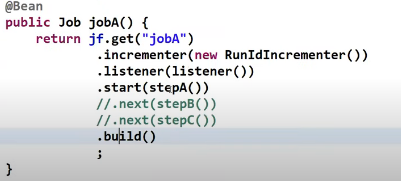 @Bean
public Job jobA() {
return jf.get("jobA")
.incrementer(new RunIdIncrementer())
.listener(listener())
.start(stepA())
//.next(stepB())
//.next(stepC())
.build()
;
}